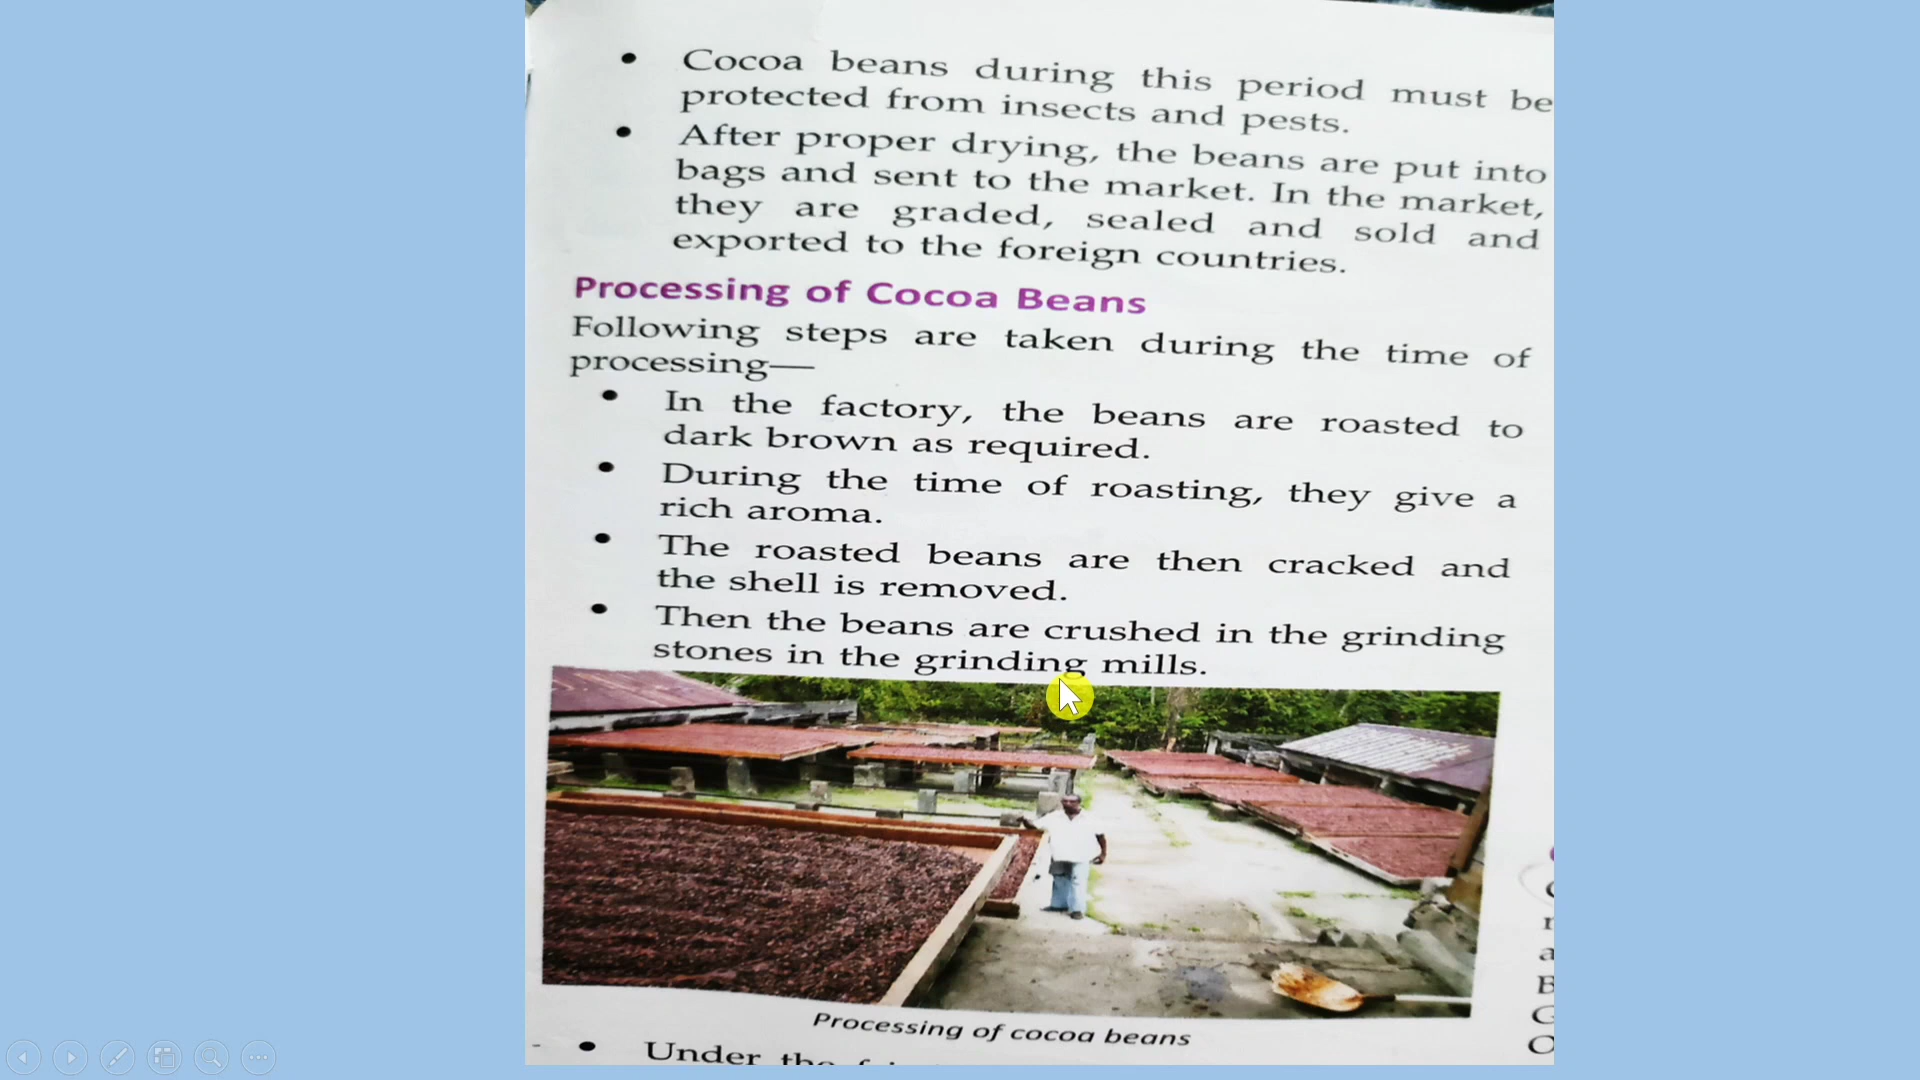 • Cocoa beans during this period must be
protected from insects and pests.
• After proper drying, the beans are put into
bags and sent to the market. In the market,
they are graded, sealed and sold and
exported to the foreign countries.
Processing of Cocoa Beans
Following steps are taken during the time of
processing—
• In the factory, the beans are roasted to
dark brown as required.
• During the time of roasting, they give a
rich aroma.
• The roasted beans are then cracked and
the shell is removed.
• Then the beans are crushed in the grinding
stones in the grinding mills.
Processing of cocoa beans
• Under the